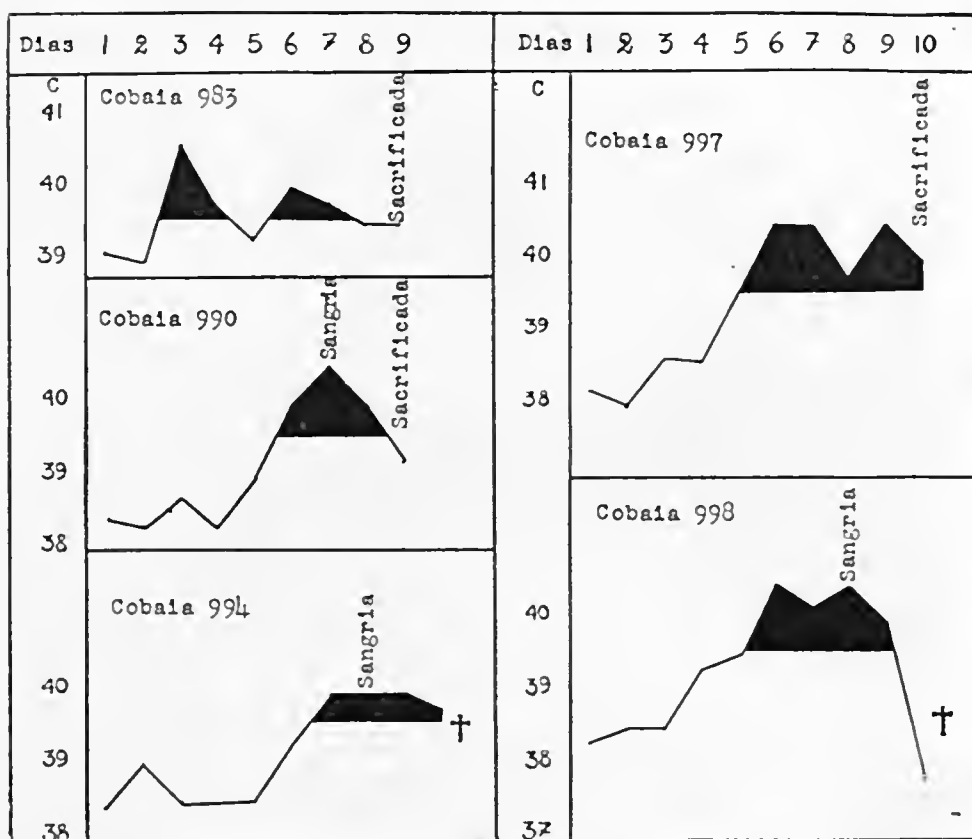 Dias 1 2 3 4 5 6 7 8 9
C
41
40
39
Cobaia 983
Sacrificada
40
39
38
Cobaia 990
Sangria
Sacrificada
40
39
38
Cobaia 994
Sangria
†
Dias 1 2 3 4 5 6 7 8 9 10
C
41
40
39
38
Cobaia 997
Sacrificada
40
39
38
37
Cobaia 998
Sangria
†